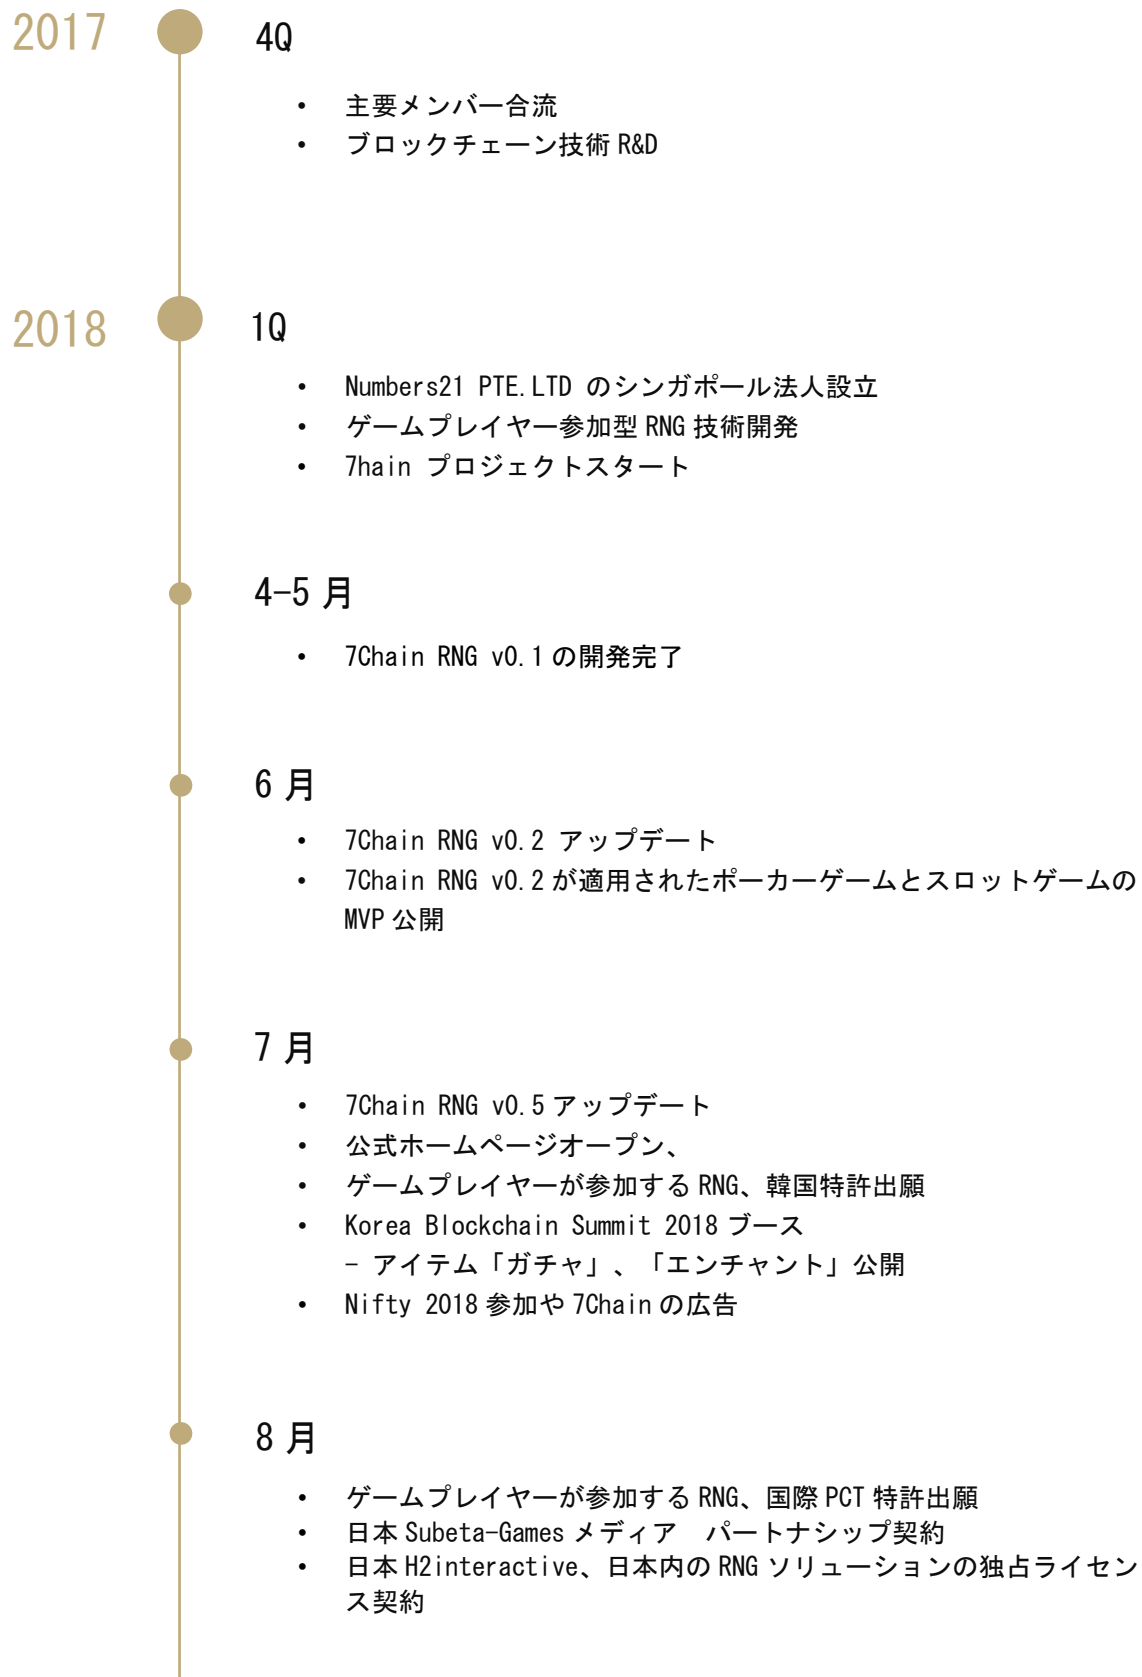 2017
4Q
• 主要メンバー合流
• ブロックチェーン技術 R&D
2018
1Q
• Numbers21 PTE.LTD のシンガポール法人設立
• ゲームプレイヤー参加型 RNG 技術開発
• 7hain プロジェクトスタート
4-5 月
• 7Chain RNG v0.1 の開発完了
6 月
• 7Chain RNG v0.2 アップデート
• 7Chain RNG v0.2 が適用されたポーカーゲームとスロットゲームの
MVP 公開
7 月
• 7Chain RNG v0.5 アップデート
• 公式ホームページオープン、
• ゲームプレイヤーが参加する RNG、韓国特許出願
• Korea Blockchain Summit 2018 ブース
- アイテム「ガチャ」、「エンチャント」公開
• Nifty 2018 参加や 7Chain の広告
8 月
• ゲームプレイヤーが参加する RNG、国際 PCT 特許出願
• 日本 Subeta-Games メディア　パートナシップ契約
• 日本 H2interactive、日本内の RNG ソリューションの独占ライセン
ス契約